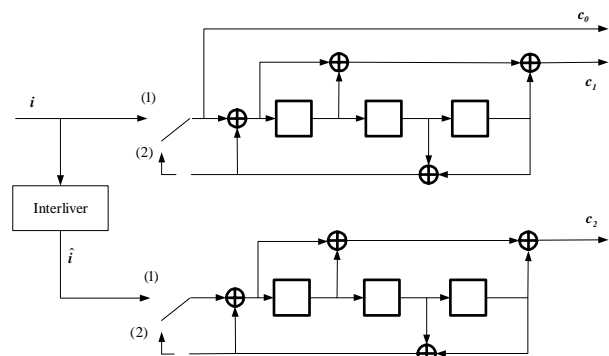 c₀
c₁
i
(1)
(2)
Interliver
î
c₂
(1)
(2)